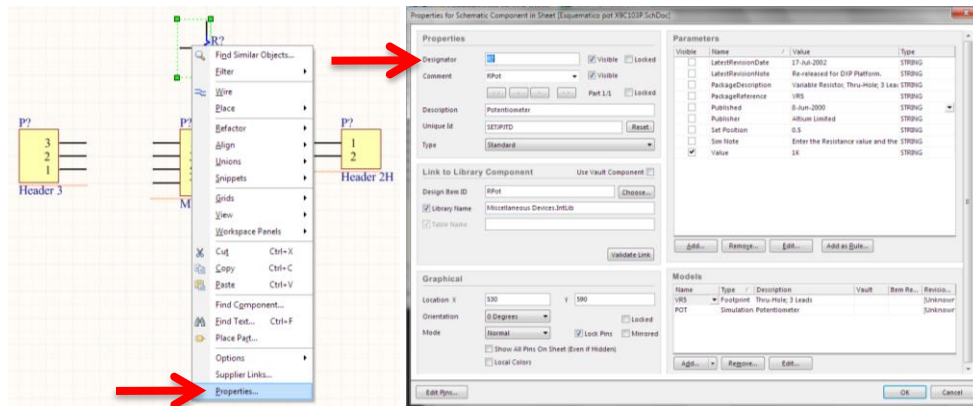 R?
P?
3
2
1
Header 3
P?
M
P?
1
2
Header 2H
Find Similar Objects...
Filter
Wire
Place
Refactor
Align
Unions
Snippets
Grids
View
Workspace Panels
Cut Ctrl+X
Copy Ctrl+C
Paste Ctrl+V
Find Component...
Find Text... Ctrl+F
Place Part...
Options
Supplier Links...
Properties...
Properties for Schematic Component in Sheet [Esquematico pot X9C103P.SchDoc]
Properties
Designator R? Visible Locked
Comment RPot Visible
<< < > >> Part 1/1 Locked
Description Potentiometer
Unique Id Reset
Type Standard
Link to Library Component Use Vault Component
Design Item ID RPot Choose...
Library Name Miscellaneous Devices.IntLib
Table Name
Validate Link
Graphical
Location X 530 Y 590
Orientation 0 Degrees Locked
Mode Normal Lock Pins Mirrored
Show All Pins On Sheet (Even if Hidden)
Local Colors
Edit Pins...
Parameters
Visible Name / Value Type
LatestRevisionDate 17-Jul-2002 STRING
LatestRevisionNote Re-released for DXP Platform. STRING
PackageDescription Variable Resistor, Thru-Hole; 3 Lea STRING
PackageReference VR5 STRING
Published 8-Jun-2000 STRING
Publisher Altium Limited STRING
Set Position 0.5 STRING
Sim Note Enter the Resistance value and the STRING
Value 1K STRING
Add... Remove... Edit... Add as Rule...
Models
Name Type / Description Vault Item Re... Revisio...
VR5 Footprint Thru-Hole; 3 Leads [Unknowr
POT Simulation Potentiometer [Unknowr
Add... Remove... Edit...
OK Cancel